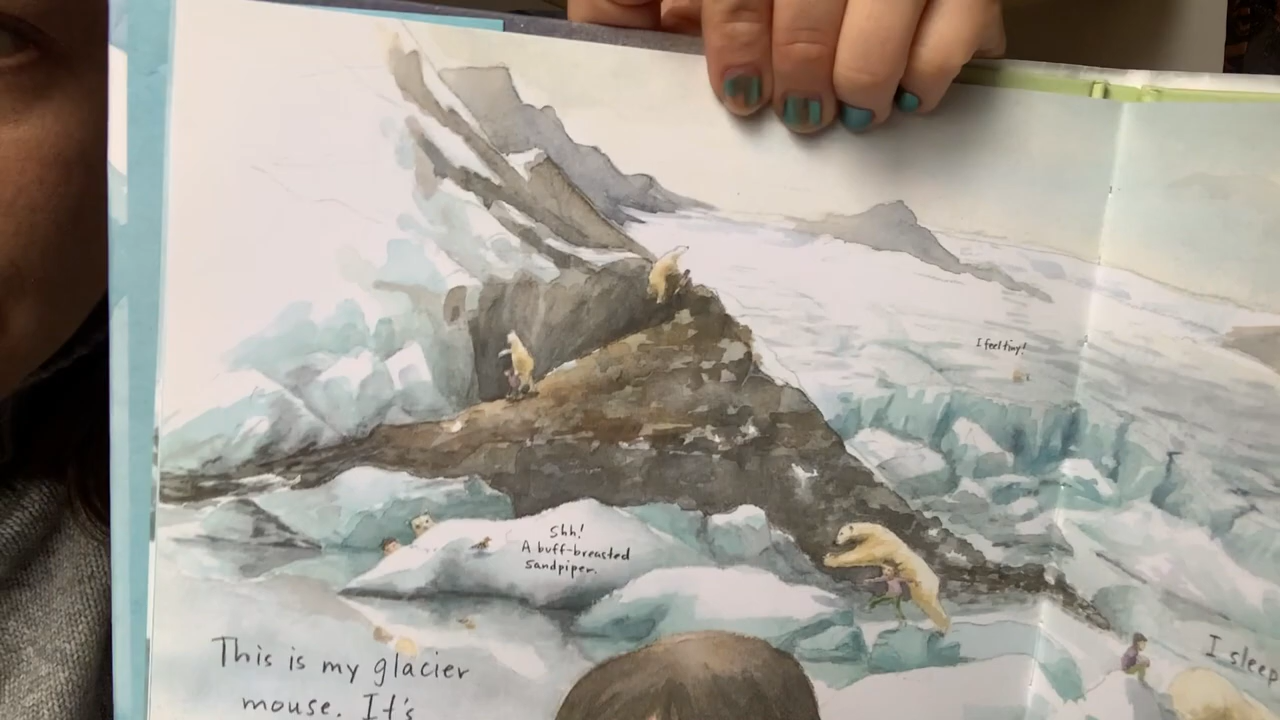 I feel tiny!
Shh!
A buff-breasted
sandpiper.
This is my glacier
mouse. It's
I sleep